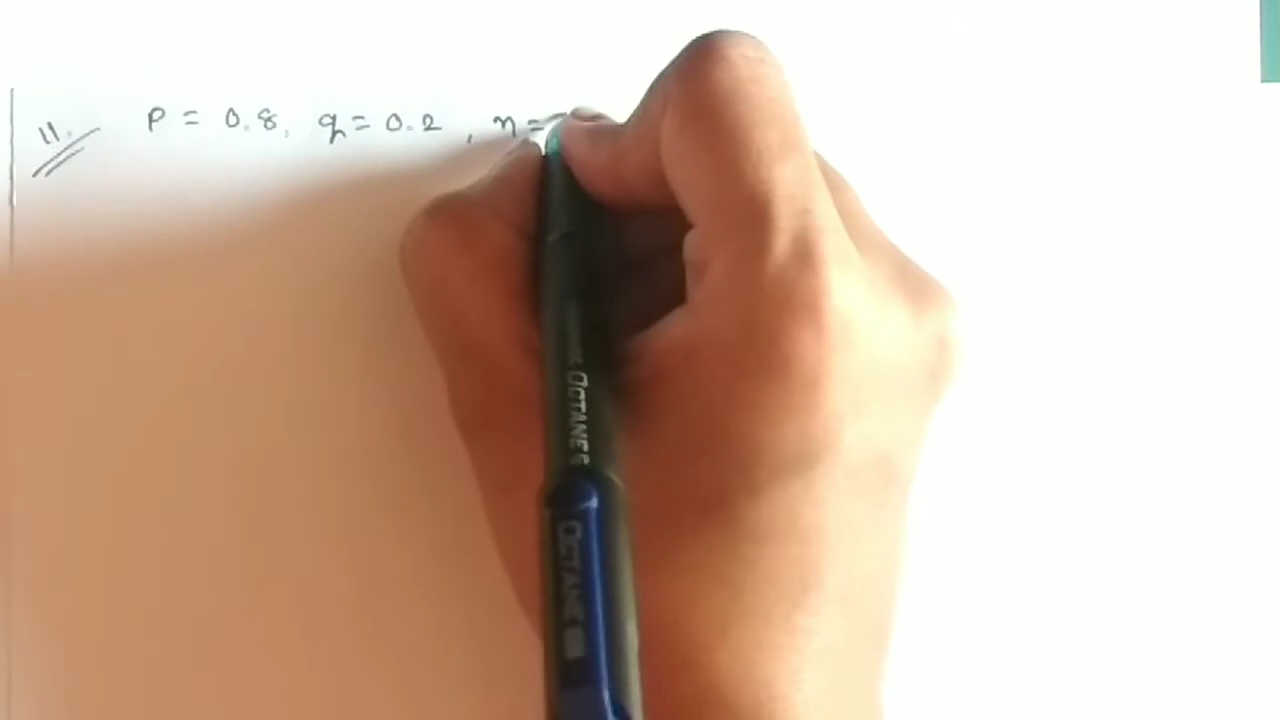 11. P = 0.8, q = 0.2, n =
OCTANE
OCTANE